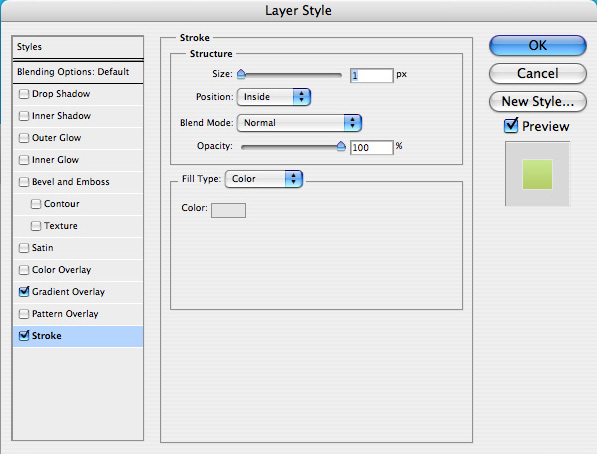 Layer Style
Styles
Blending Options: Default
Drop Shadow
Inner Shadow
Outer Glow
Inner Glow
Bevel and Emboss
Contour
Texture
Satin
Color Overlay
Gradient Overlay
Pattern Overlay
Stroke
Stroke
Structure
Size: 1 px
Position: Inside
Blend Mode: Normal
Opacity: 100 %
Fill Type: Color
Color:
OK
Cancel
New Style...
Preview